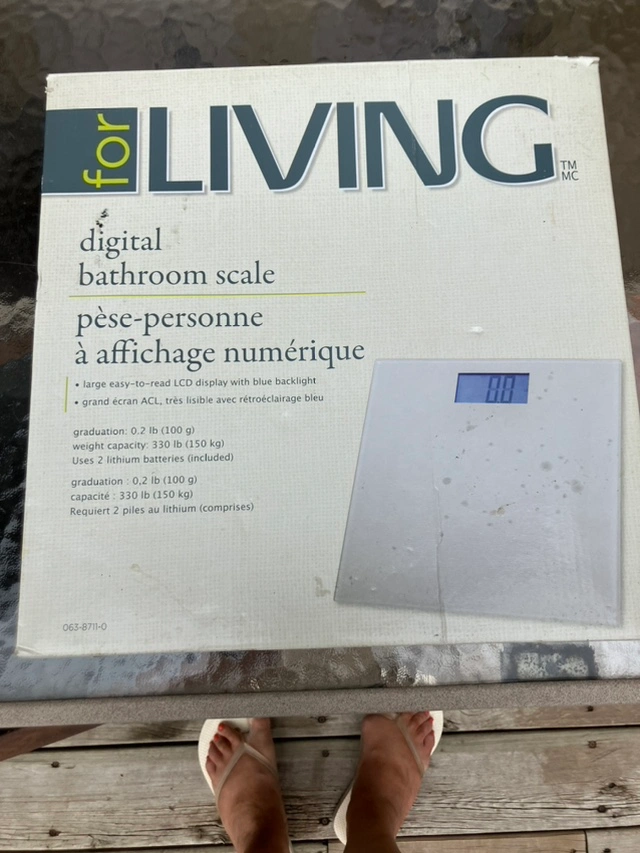 for LIVING TM MC
digital
bathroom scale
pèse-personne
à affichage numérique
• large easy-to-read LCD display with blue backlight
• grand écran ACL, très lisible avec rétroéclairage bleu
graduation: 0.2 lb (100 g)
weight capacity: 330 lb (150 kg)
Uses 2 lithium batteries (included)
graduation : 0,2 lb (100 g)
capacité : 330 lb (150 kg)
Requiert 2 piles au lithium (comprises)
0.0
063-8711-0